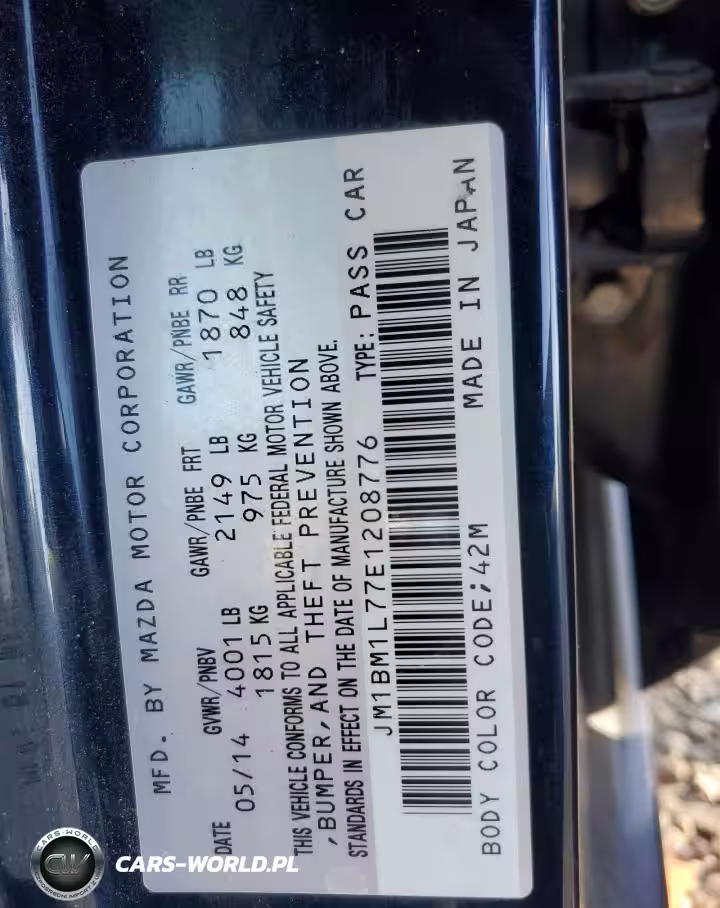 MFD. BY MAZDA MOTOR CORPORATION
GVWR/PNBV GAWR/PNBE FRT GAWR/PNBE RR
DATE 05/14 4001 LB 2149 LB 1870 LB
1815 KG 975 KG 848 KG
THIS VEHICLE CONFORMS TO ALL APPLICABLE FEDERAL MOTOR VEHICLE SAFETY
, BUMPER, AND THEFT PREVENTION
STANDARDS IN EFFECT ON THE DATE OF MANUFACTURE SHOWN ABOVE.
JM1BM1L77E1208776 TYPE: PASS CAR
BODY COLOR CODE;42M MADE IN JAPAN
CARS-WORLD
CW
CARS-WORLD.PL